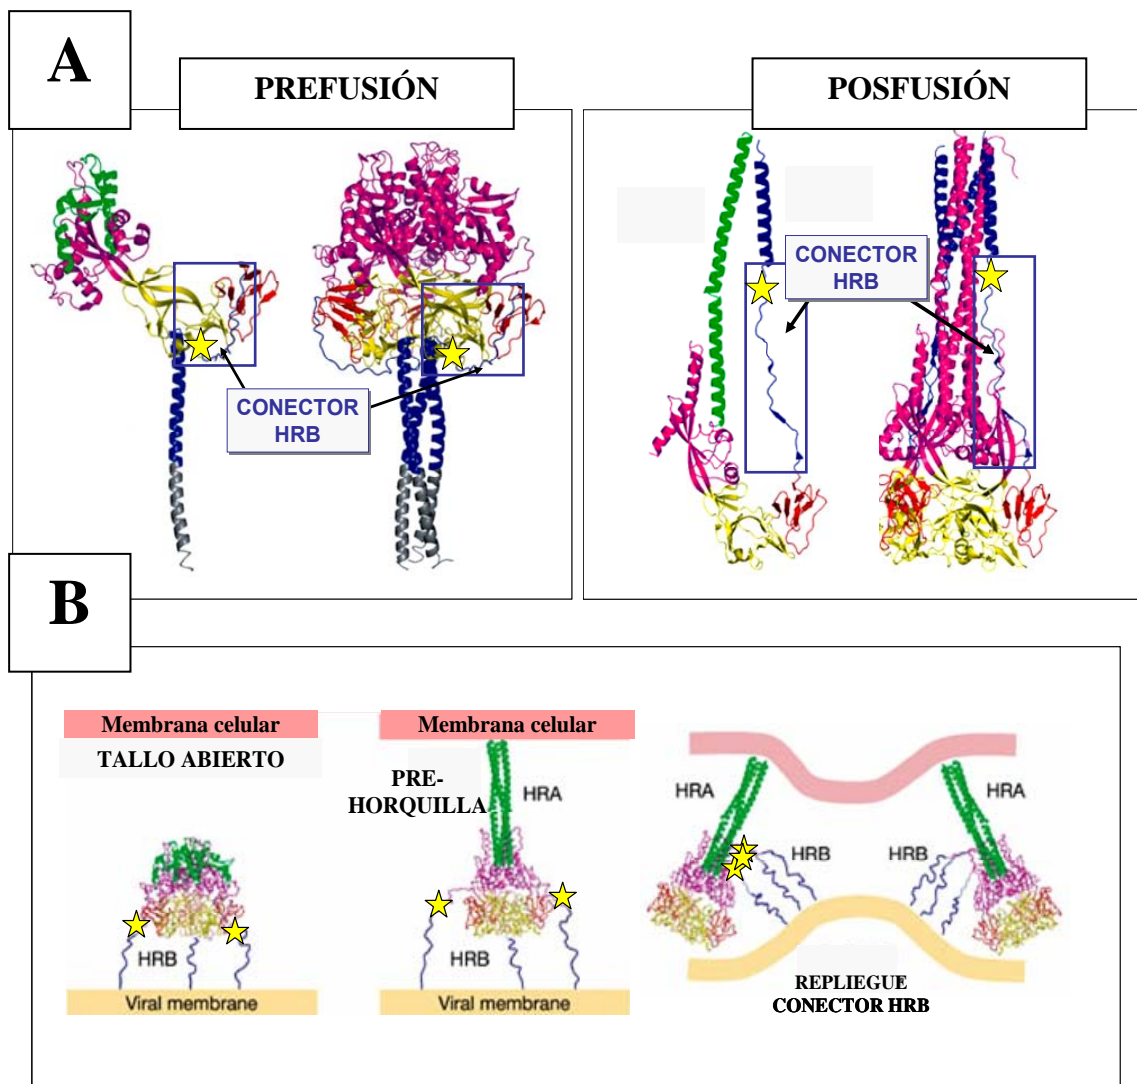 A
PREFUSIÓN
POSFUSIÓN
CONECTOR
HRB
CONECTOR
HRB
B
Membrana celular
TALLO ABIERTO
HRB
Viral membrane
Membrana celular
PRE-
HORQUILLA
HRA
HRB
Viral membrane
HRA
HRA
HRB
HRB
REPLIEGUE
CONECTOR HRB